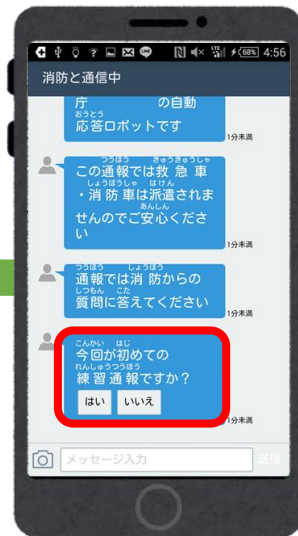 68% 4:56
消防と通信中
庁 の自動
おうとう
応答ロボットです
1分未満
つうほう きゅうきゅうしゃ
この通報では救急車
しょうぼうしゃ はけん
・消防車は派遣されま
あんしん
せんのでご安心くださ
い
1分未満
つうほう しょうぼう
通報では消防からの
しつもん こた
質問に答えてください
1分未満
こんかい はじ
今回が初めての
れんしゅうつうほう
練習通報ですか?
はい いいえ
1分未満
メッセージ入力 送信